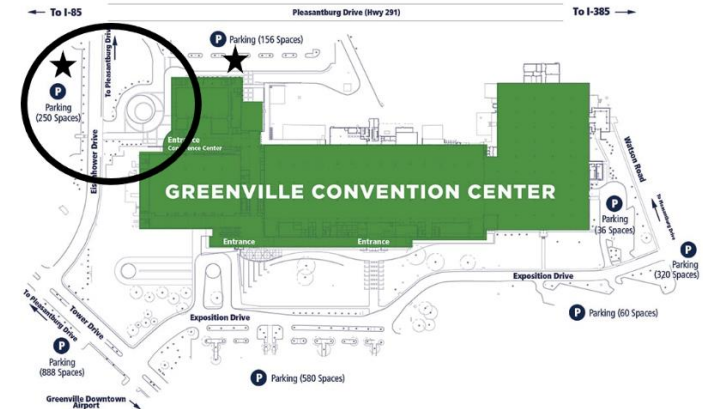 To I-85
Pleasantburg Drive (Hwy 291)
To I-385
To Pleasantburg Drive
P Parking (156 Spaces)
P
Parking
(250 Spaces)
Eisenhower Drive
Entrance
Conference Center
Watson Road
To Pleasantburg Drive
GREENVILLE CONVENTION CENTER
P
Parking
(36 Spaces)
Entrance
Entrance
P
Parking
(320 Spaces)
Exposition Drive
To Pleasantburg Drive
Tower Drive
Exposition Drive
P Parking (60 Spaces)
P
Parking
(888 Spaces)
P Parking (580 Spaces)
Greenville Downtown
Airport